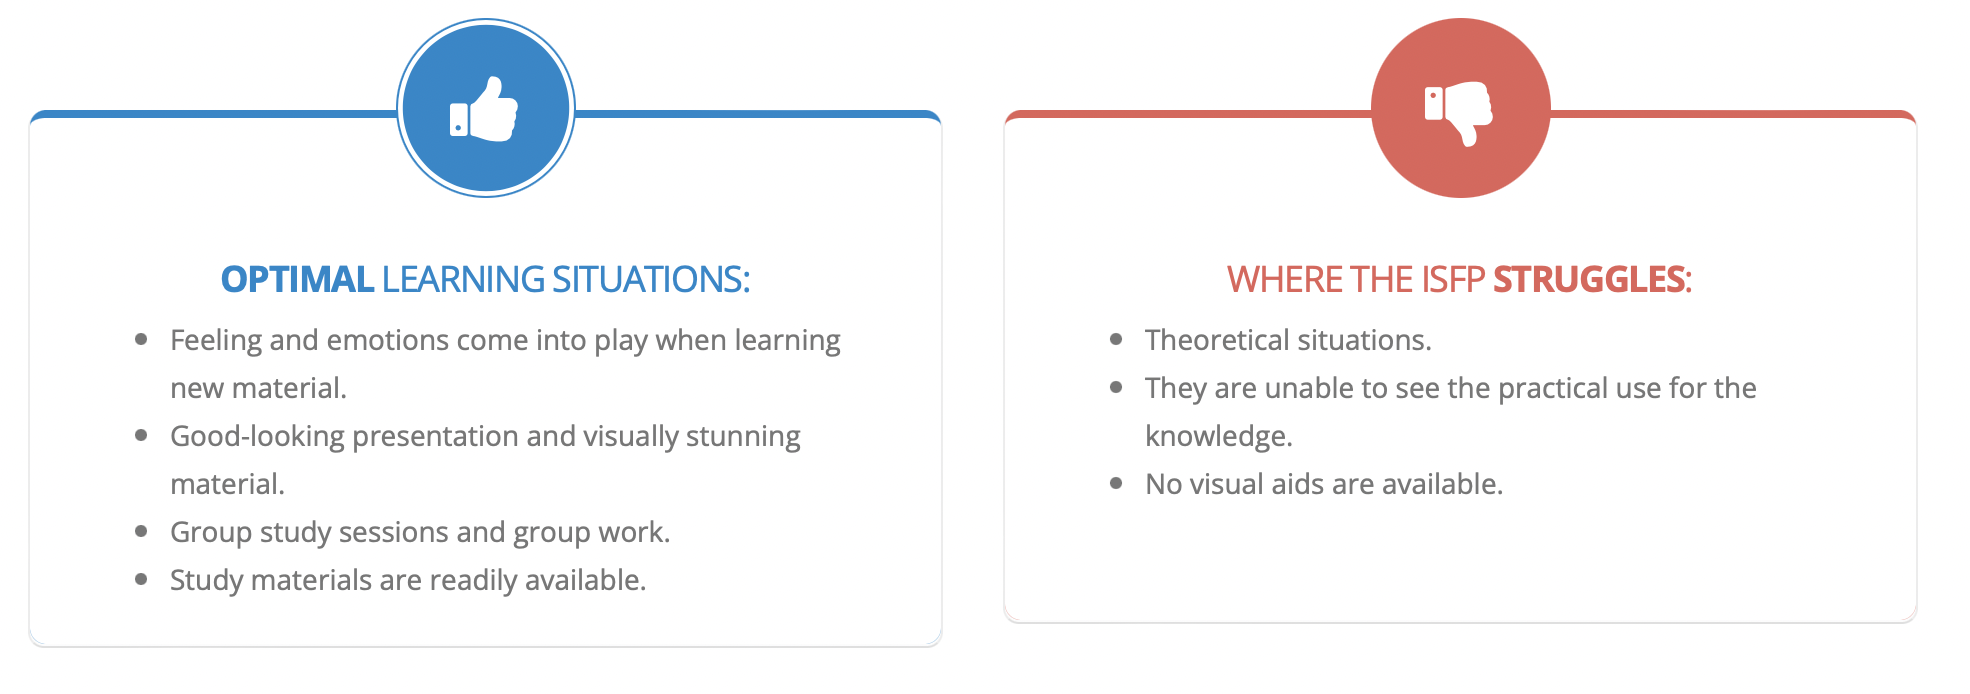 OPTIMAL LEARNING SITUATIONS:
Feeling and emotions come into play when learning
new material.
Good-looking presentation and visually stunning
material.
Group study sessions and group work.
Study materials are readily available.
WHERE THE ISFP STRUGGLES:
Theoretical situations.
They are unable to see the practical use for the
knowledge.
No visual aids are available.